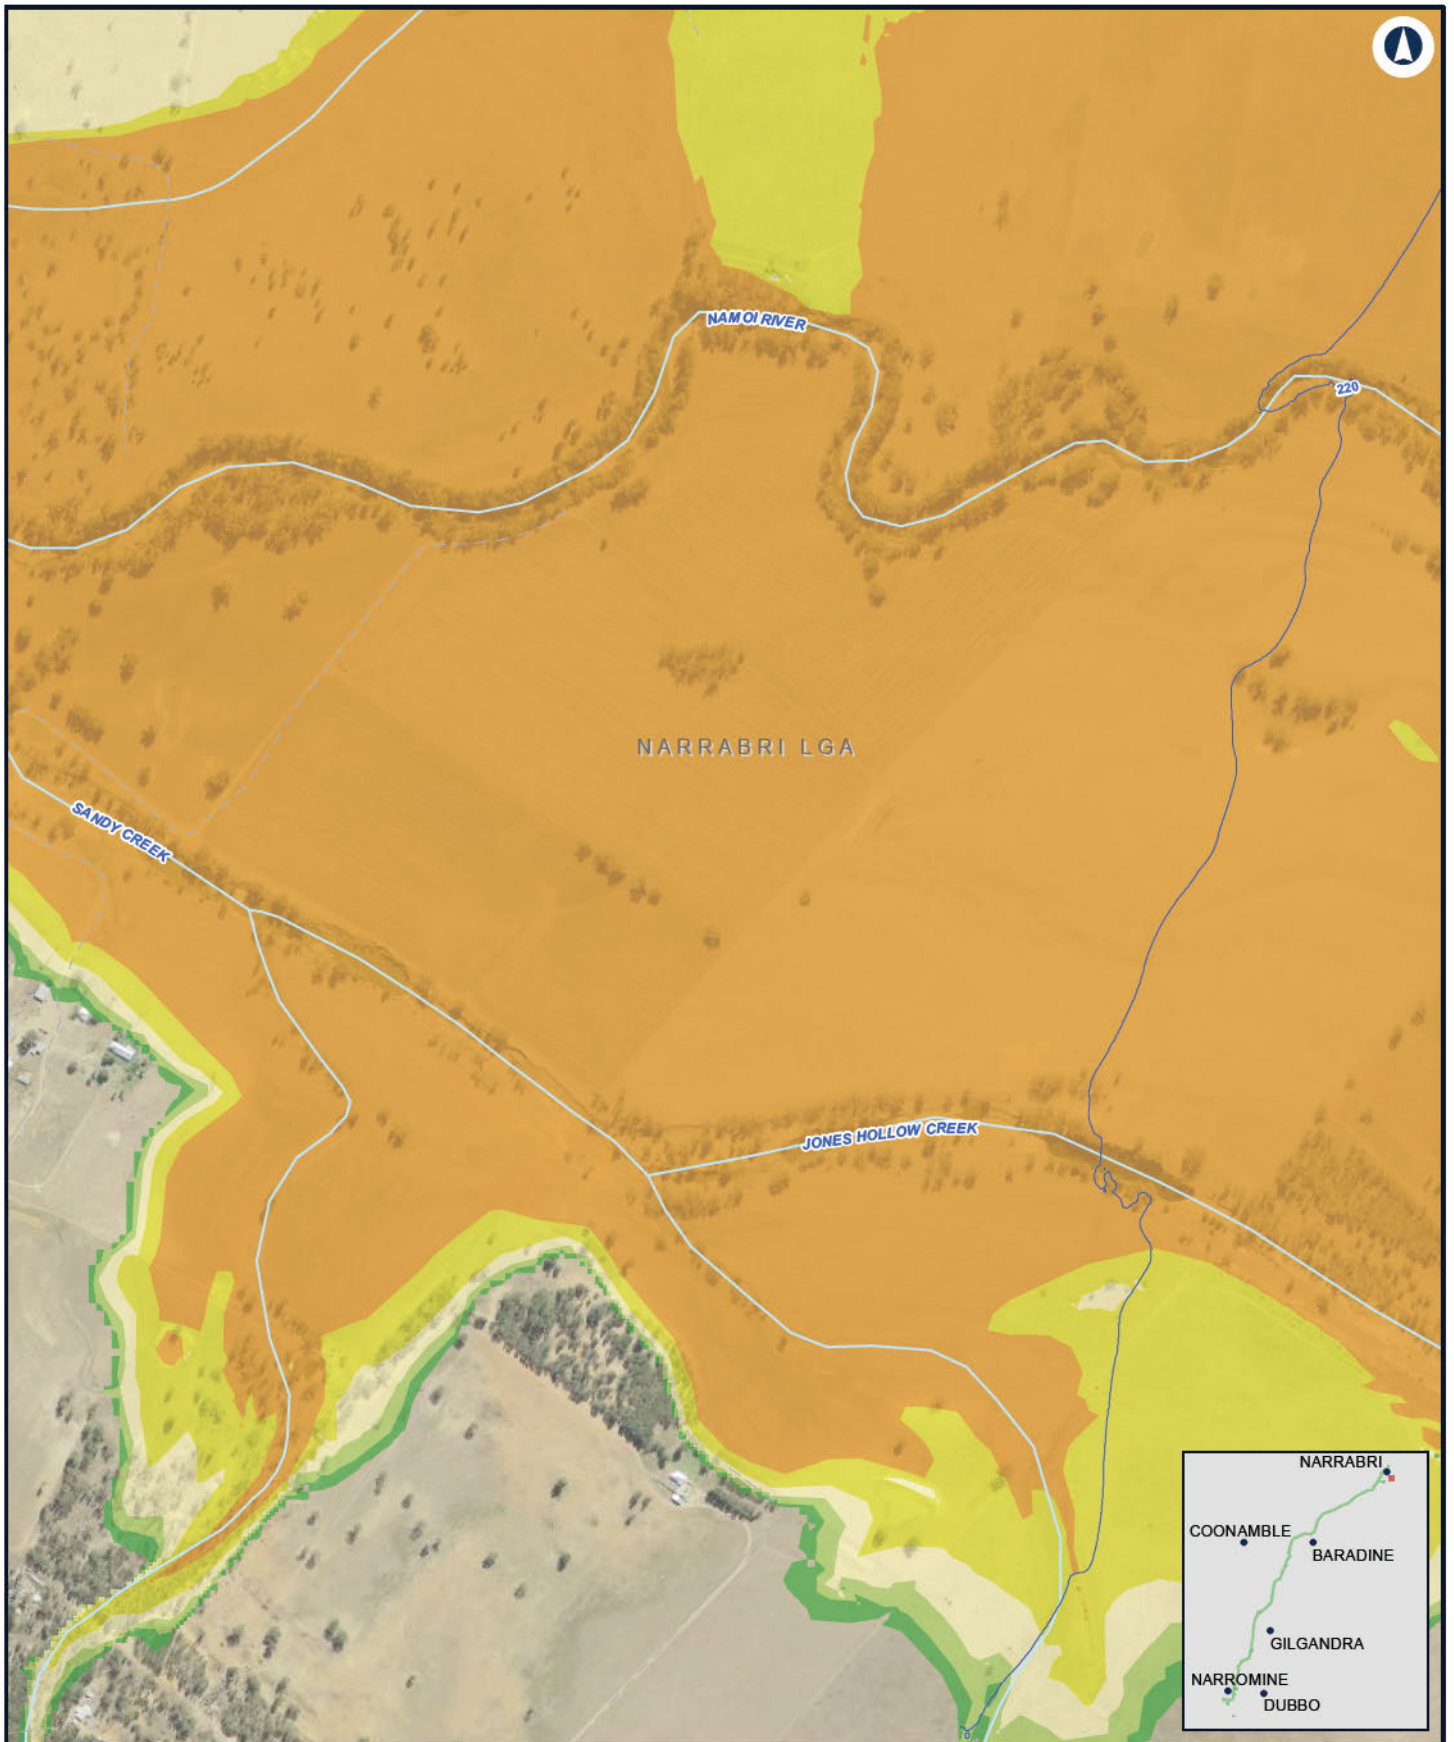 NAMOI RIVER
220
NARRABRI LGA
SANDY CREEK
JONES HOLLOW CREEK
NARRABRI
COONAMBLE
BARADINE
GILGANDRA
NARROMINE
DUBBO